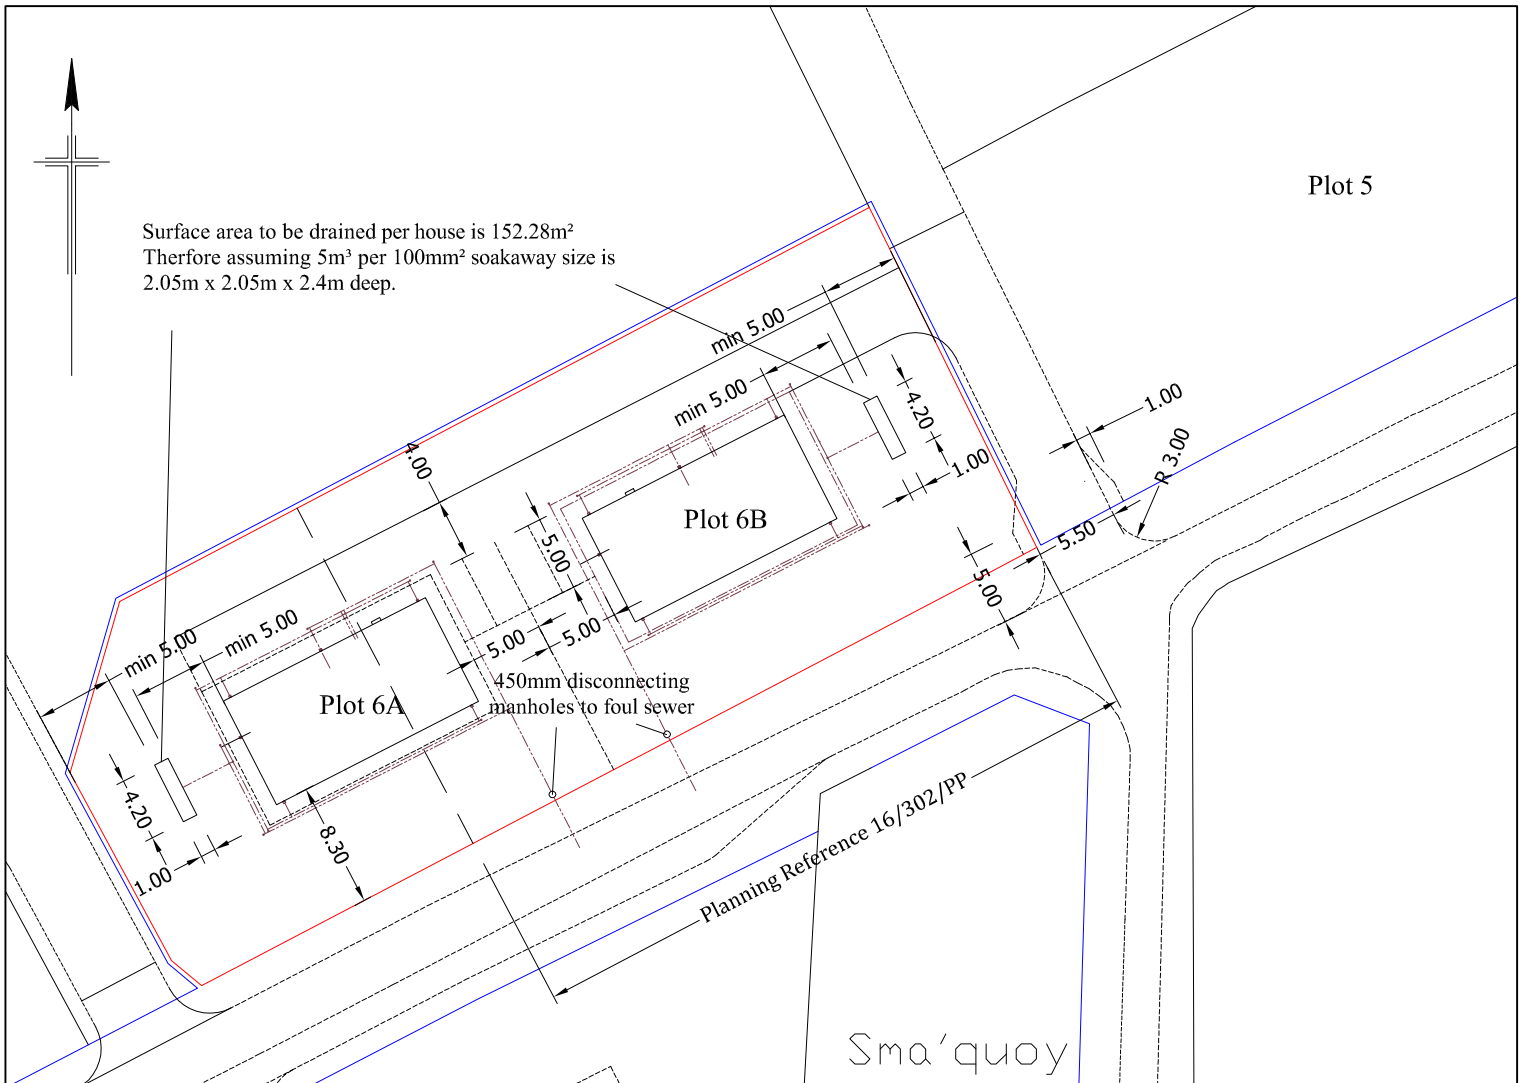 Plot 5
Surface area to be drained per house is 152.28m²
Therfore assuming 5m³ per 100mm² soakaway size is
2.05m x 2.05m x 2.4m deep.
min 5.00
min 5.00
4.20
1.00
1.00
R 3.00
4.00
Plot 6B
5.00
5.50
5.00
min 5.00
min 5.00
5.00
5.00
450mm disconnecting
manholes to foul sewer
Plot 6A
4.20
8.30
1.00
Planning Reference 16/302/PP
Sma'quoy